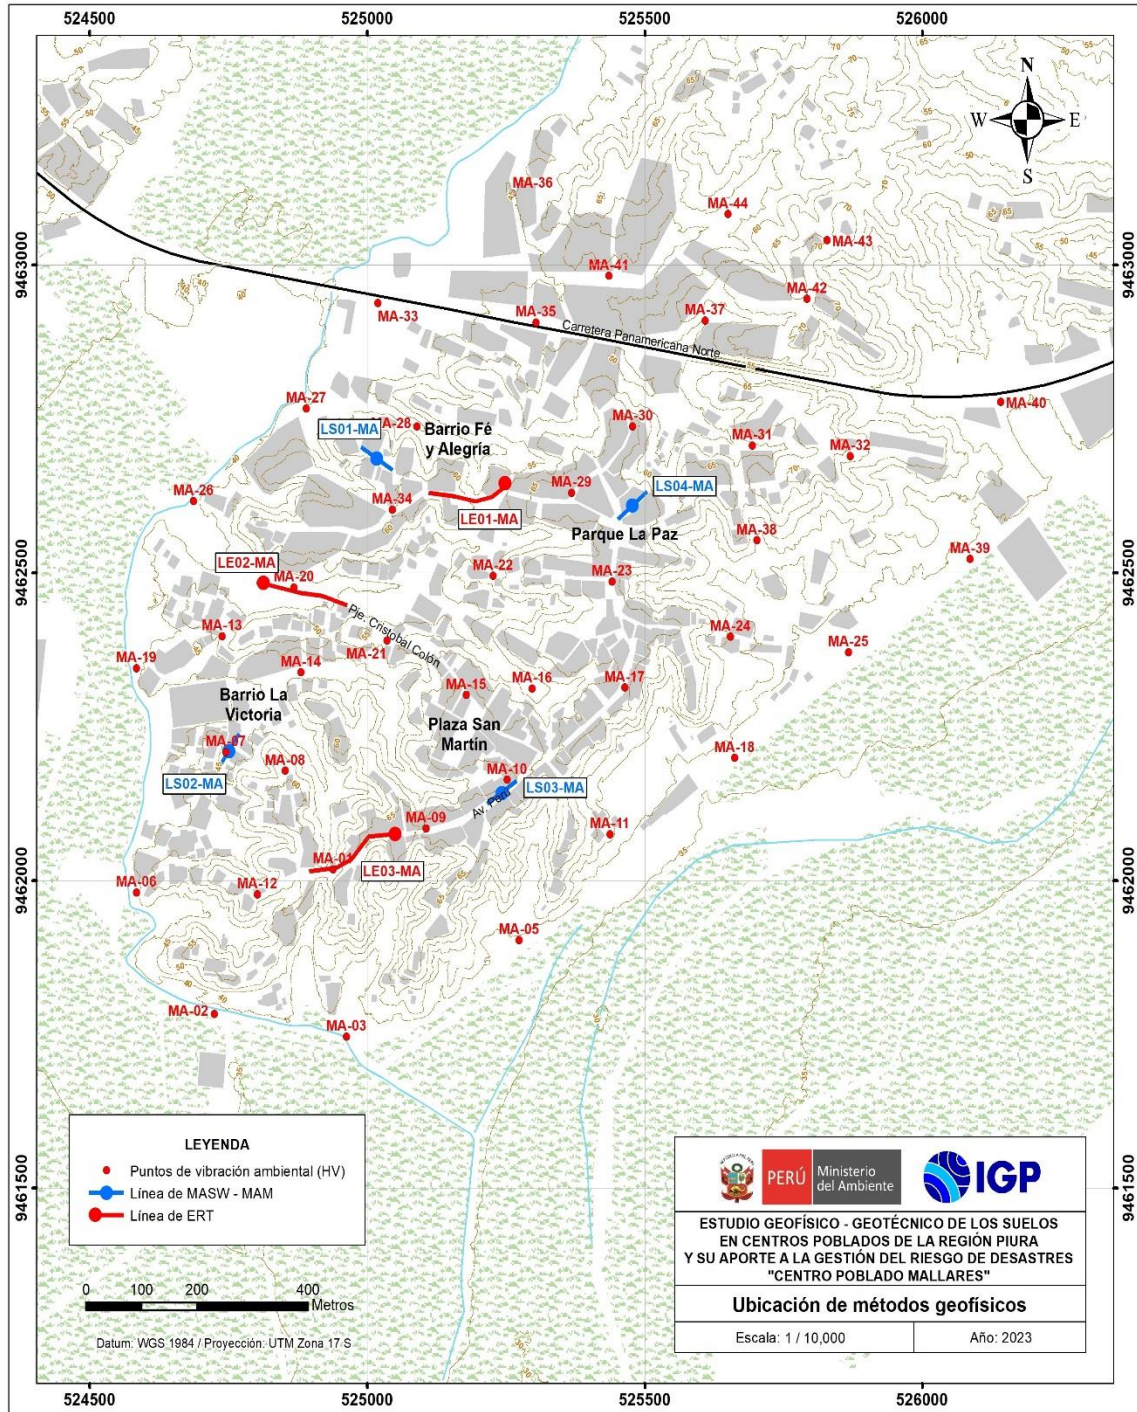 524500 525000 525500 526000
N
W E
S
MA-36
MA-44
MA-43
9463000 9463000
MA-41
MA-42
MA-33
MA-35
MA-37
Carretera Panamericana Norte
MA-27
MA-40
LS01-MA
MA-28
Barrio Fé
y Alegría
MA-30
MA-31
MA-32
MA-26
MA-34
LE01-MA
MA-29
LS04-MA
Parque La Paz
MA-38
MA-39
9462500 9462500
LE02-MA
MA-20
MA-22
MA-23
Pje. Cristobal Colón
MA-13
MA-24
MA-25
MA-19
MA-14
MA-21
MA-15
MA-16
MA-17
Barrio La
Victoria
Plaza San
Martín
MA-07
MA-08
MA-18
LS02-MA
MA-10
LS03-MA
Av. Perú
MA-09
MA-11
MA-01
LE03-MA
9462000 9462000
MA-06
MA-12
MA-05
MA-02
MA-03
LEYENDA
Puntos de vibración ambiental (HV)
Línea de MASW - MAM
Línea de ERT
0 100 200 400
Metros
Datum: WGS 1984 / Proyección: UTM Zona 17 S
9461500 9461500
PERÚ
Ministerio
del Ambiente
IGP
ESTUDIO GEOFÍSICO - GEOTÉCNICO DE LOS SUELOS
EN CENTROS POBLADOS DE LA REGIÓN PIURA
Y SU APORTE A LA GESTIÓN DEL RIESGO DE DESASTRES
"CENTRO POBLADO MALLARES"
Ubicación de métodos geofísicos
Escala: 1 / 10,000
Año: 2023
524500 525000 525500 526000